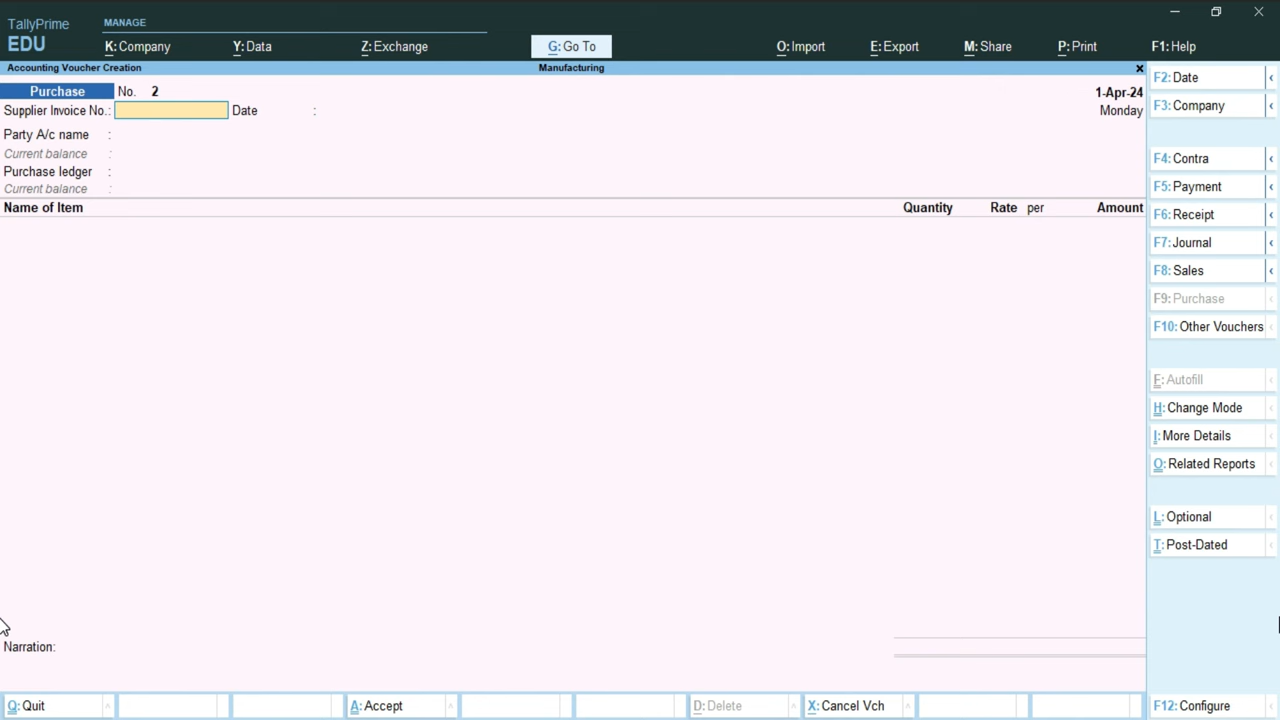 TallyPrime
EDU
MANAGE
K: Company
Y: Data
Z: Exchange
G: Go To
O: Import
E: Export
M: Share
P: Print
F1: Help
Accounting Voucher Creation
Manufacturing
x
Purchase No. 2
1-Apr-24
Supplier Invoice No.: Date :
Monday
Party A/c name :
Current balance :
Purchase ledger :
Current balance :
Name of Item Quantity Rate per Amount
Narration:
F2: Date
F3: Company
F4: Contra
F5: Payment
F6: Receipt
F7: Journal
F8: Sales
F9: Purchase
F10: Other Vouchers
F: Autofill
H: Change Mode
I: More Details
O: Related Reports
L: Optional
T: Post-Dated
Q: Quit
A: Accept
D: Delete
X: Cancel Vch
F12: Configure